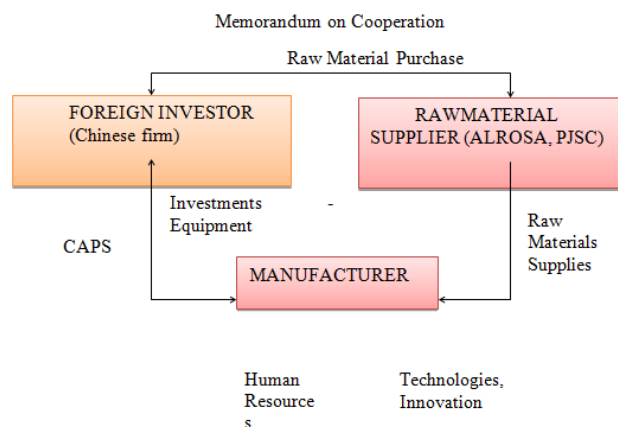 Memorandum on Cooperation
Raw Material Purchase
FOREIGN INVESTOR
(Chinese firm)
RAWMATERIAL
SUPPLIER (ALROSA, PJSC)
Investments -
Equipment
CAPS
Raw
Materials
Supplies
MANUFACTURER
Human
Resource
s
Technologies,
Innovation